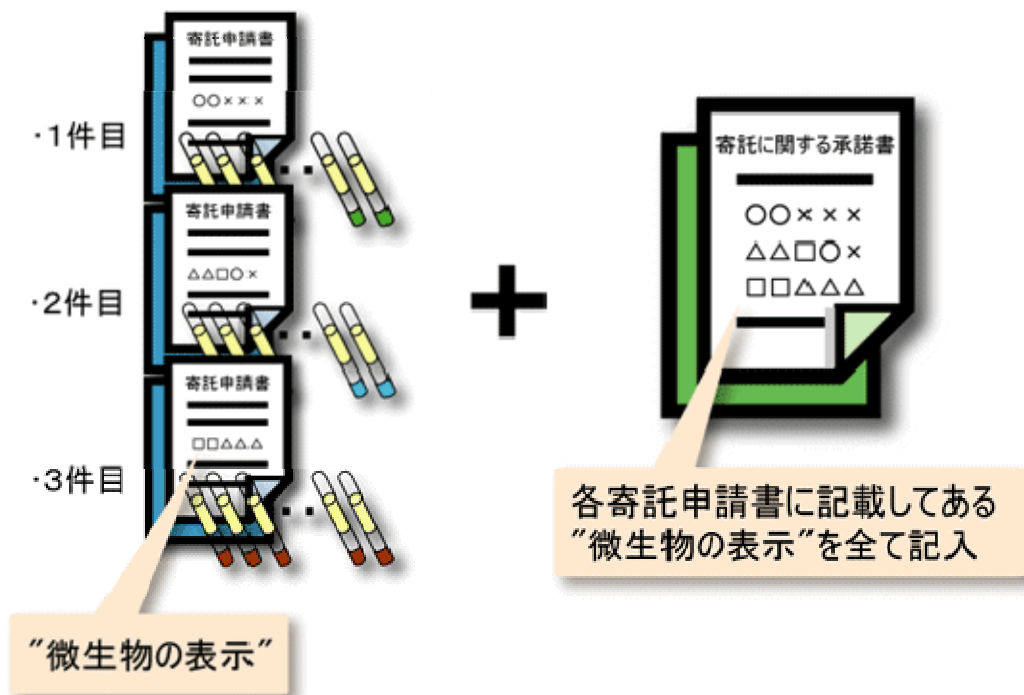 寄託申請書
○○×××
・1件目
寄託申請書
△△□○×
・2件目
寄託申請書
□□△△△
・3件目
"微生物の表示"
+
寄託に関する承諾書
○○×××
△△□○×
□□△△△
各寄託申請書に記載してある
"微生物の表示"を全て記入